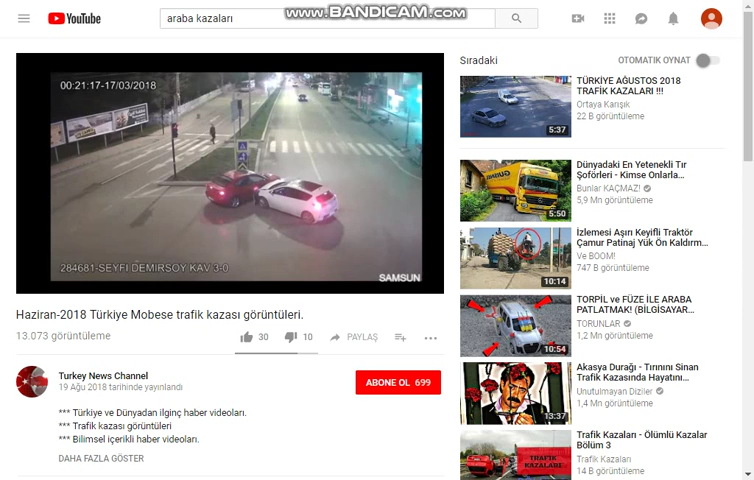 YouTube
araba kazaları
www.BANDICAM.com
00:21:17-17/03/2018
284681-SEYFI DEMIRSOY KAV 3-0
SAMSUN
Haziran-2018 Türkiye Mobese trafik kazası görüntüleri.
13.073 görüntüleme
30
10
PAYLAŞ
Turkey News Channel
19 Ağu 2018 tarihinde yayınlandı
ABONE OL 699
*** Türkiye ve Dünyadan ilginç haber videoları.
*** Trafik kazası görüntüleri
*** Bilimsel içerikli haber videoları.
DAHA FAZLA GÖSTER
Sıradaki
OTOMATIK OYNAT
5:37
TÜRKİYE AĞUSTOS 2018
TRAFİK KAZALARI !!!
Ortaya Karışık
22 B görüntüleme
5:50
Dünyadaki En Yetenekli Tır
Şoförleri - Kimse Onlarla...
Bunlar KAÇMAZ!
5,9 Mn görüntüleme
10:14
İzlemesi Aşırı Keyifli Traktör
Çamur Patinaj Yük Ön Kaldırm...
Ve BOOM!
747 B görüntüleme
10:54
TORPİL ve FÜZE İLE ARABA
PATLATMAK! (BİLGİSAYAR...
TORUNLAR
1,2 Mn görüntüleme
13:37
Akasya Durağı - Tırınını Sinan
Trafik Kazasında Hayatını...
Unutulmayan Diziler
1,4 Mn görüntüleme
TRAFİK
KAZALARI
Trafik Kazaları - Ölümlü Kazalar
Bölüm 3
Trafik Kazaları
14 B görüntüleme